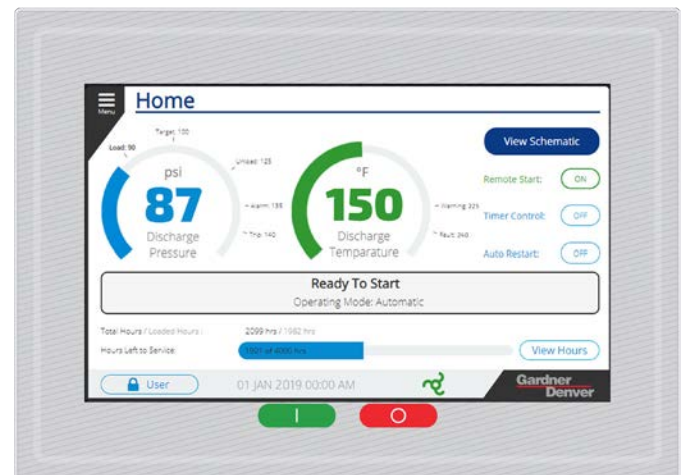 Menu
Home
Target: 100
Load: 90
Unload: 125
Alarm: 135
Trip: 140
psi
87
Discharge
Pressure
°F
150
Discharge
Temparature
Warning: 225
Fault: 240
View Schematic
Remote Start: ON
Timer Control: OFF
Auto Restart: OFF
Ready To Start
Operating Mode: Automatic
Total Hours / Loaded Hours : 2099 hrs / 1982 hrs
Hours Left to Service: 1901 of 4000 hrs
View Hours
User
01 JAN 2019 00:00 AM
Gardner
Denver